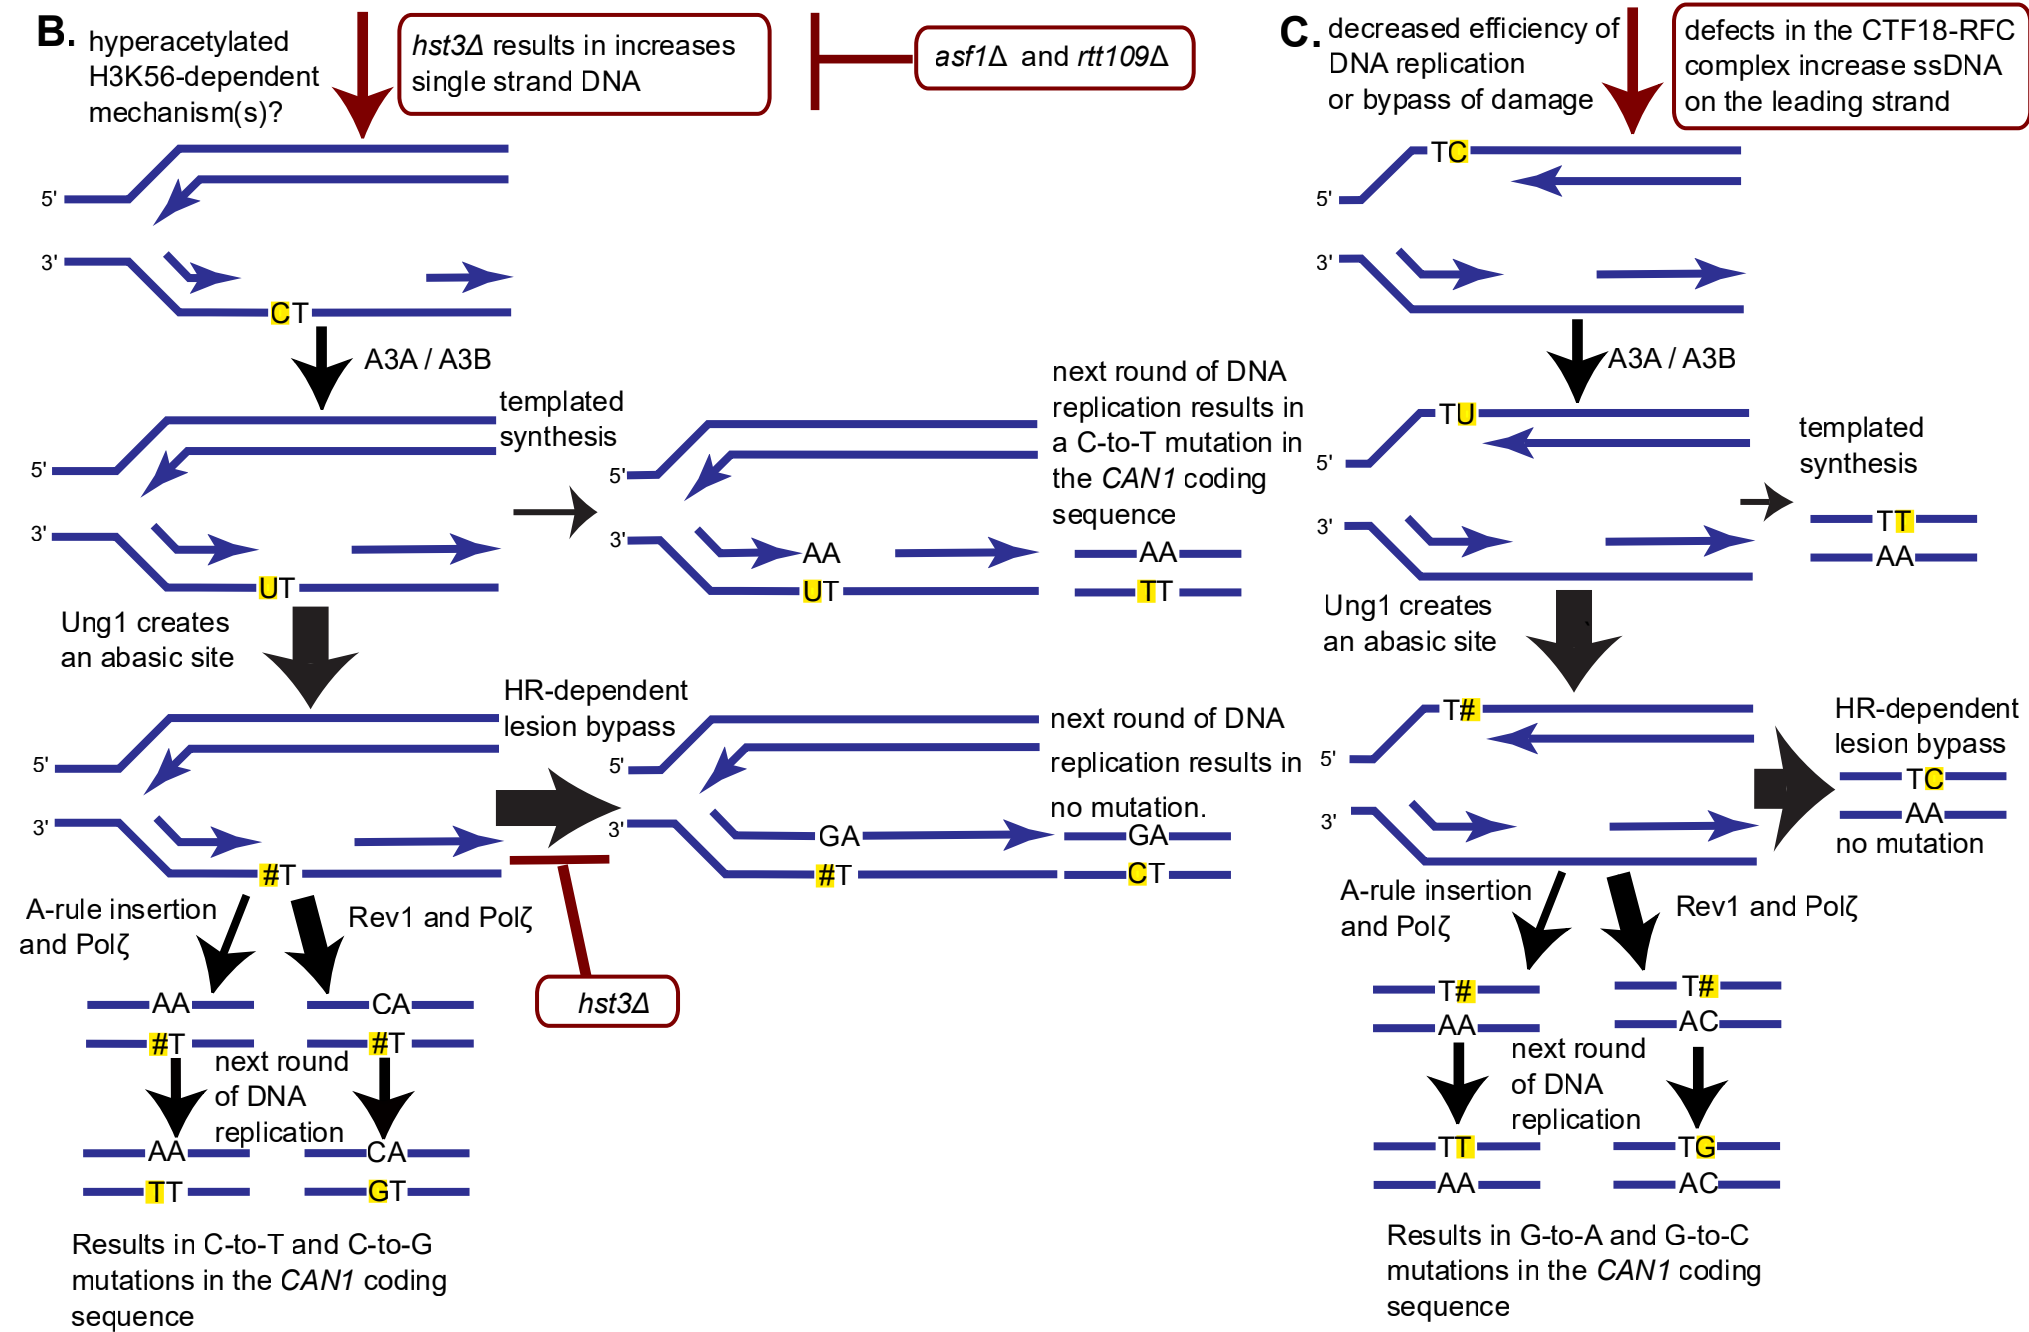 B.
hyperacetylated
H3K56-dependent
mechanism(s)?
hst3Δ results in increases
single strand DNA
asf1Δ and rtt109Δ
5'
3'
CT
A3A / A3B
templated
synthesis
5'
3'
UT
5'
3'
AA
UT
next round of DNA
replication results in
a C-to-T mutation in
the CAN1 coding
sequence
AA
TT
Ung1 creates
an abasic site
HR-dependent
lesion bypass
5'
3'
#T
5'
3'
GA
#T
next round of DNA
replication results in
no mutation.
GA
CT
hst3Δ
A-rule insertion
and Polζ
Rev1 and Polζ
AA
#T
CA
#T
next round
of DNA
replication
AA
TT
CA
GT
Results in C-to-T and C-to-G
mutations in the CAN1 coding
sequence
C.
decreased efficiency of
DNA replication
or bypass of damage
defects in the CTF18-RFC
complex increase ssDNA
on the leading strand
TC
5'
3'
A3A / A3B
TU
5'
3'
templated
synthesis
TT
AA
Ung1 creates
an abasic site
T#
5'
3'
HR-dependent
lesion bypass
TC
AA
no mutation
A-rule insertion
and Polζ
Rev1 and Polζ
T#
AA
T#
AC
next round
of DNA
replication
TT
AA
TG
AC
Results in G-to-A and G-to-C
mutations in the CAN1 coding
sequence